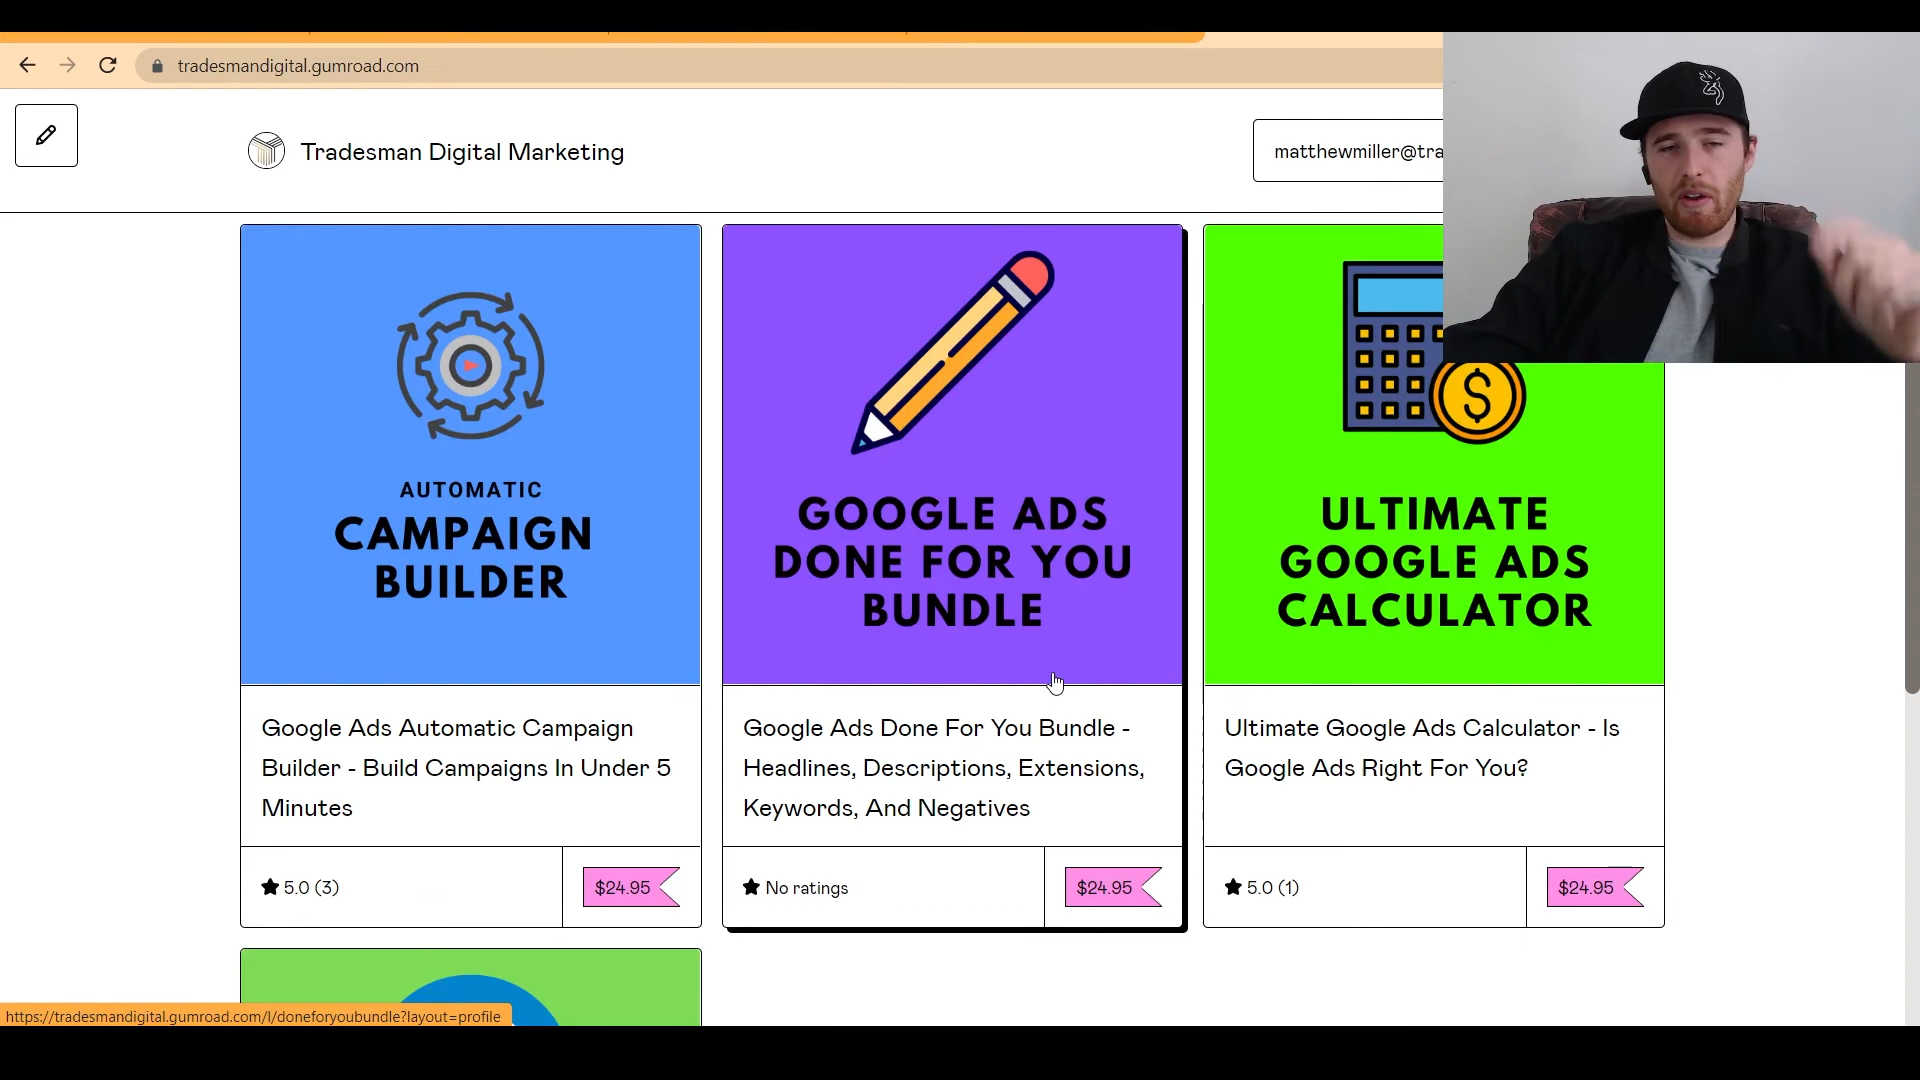 tradesmandigital.gumroad.com
Tradesman Digital Marketing
matthewmiller@tra
AUTOMATIC
CAMPAIGN
BUILDER
GOOGLE ADS
DONE FOR YOU
BUNDLE
$
ULTIMATE
GOOGLE ADS
CALCULATOR
Google Ads Automatic Campaign
Builder - Build Campaigns In Under 5
Minutes
Google Ads Done For You Bundle -
Headlines, Descriptions, Extensions,
Keywords, And Negatives
Ultimate Google Ads Calculator - Is
Google Ads Right For You?
5.0 (3)
$24.95
No ratings
$24.95
5.0 (1)
$24.95
https://tradesmandigital.gumroad.com/l/doneforyoubundle?layout=profile